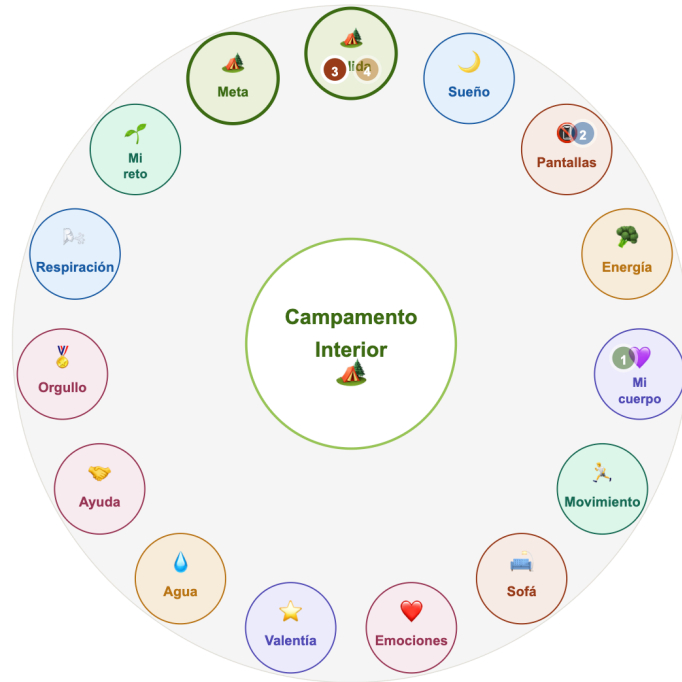 Meta
3
4
Sueño
Mi
reto
2
Pantallas
Respiración
Energía
Campamento
Interior
Orgullo
1
Mi
cuerpo
Ayuda
Movimiento
Agua
Sofá
Valentía
Emociones